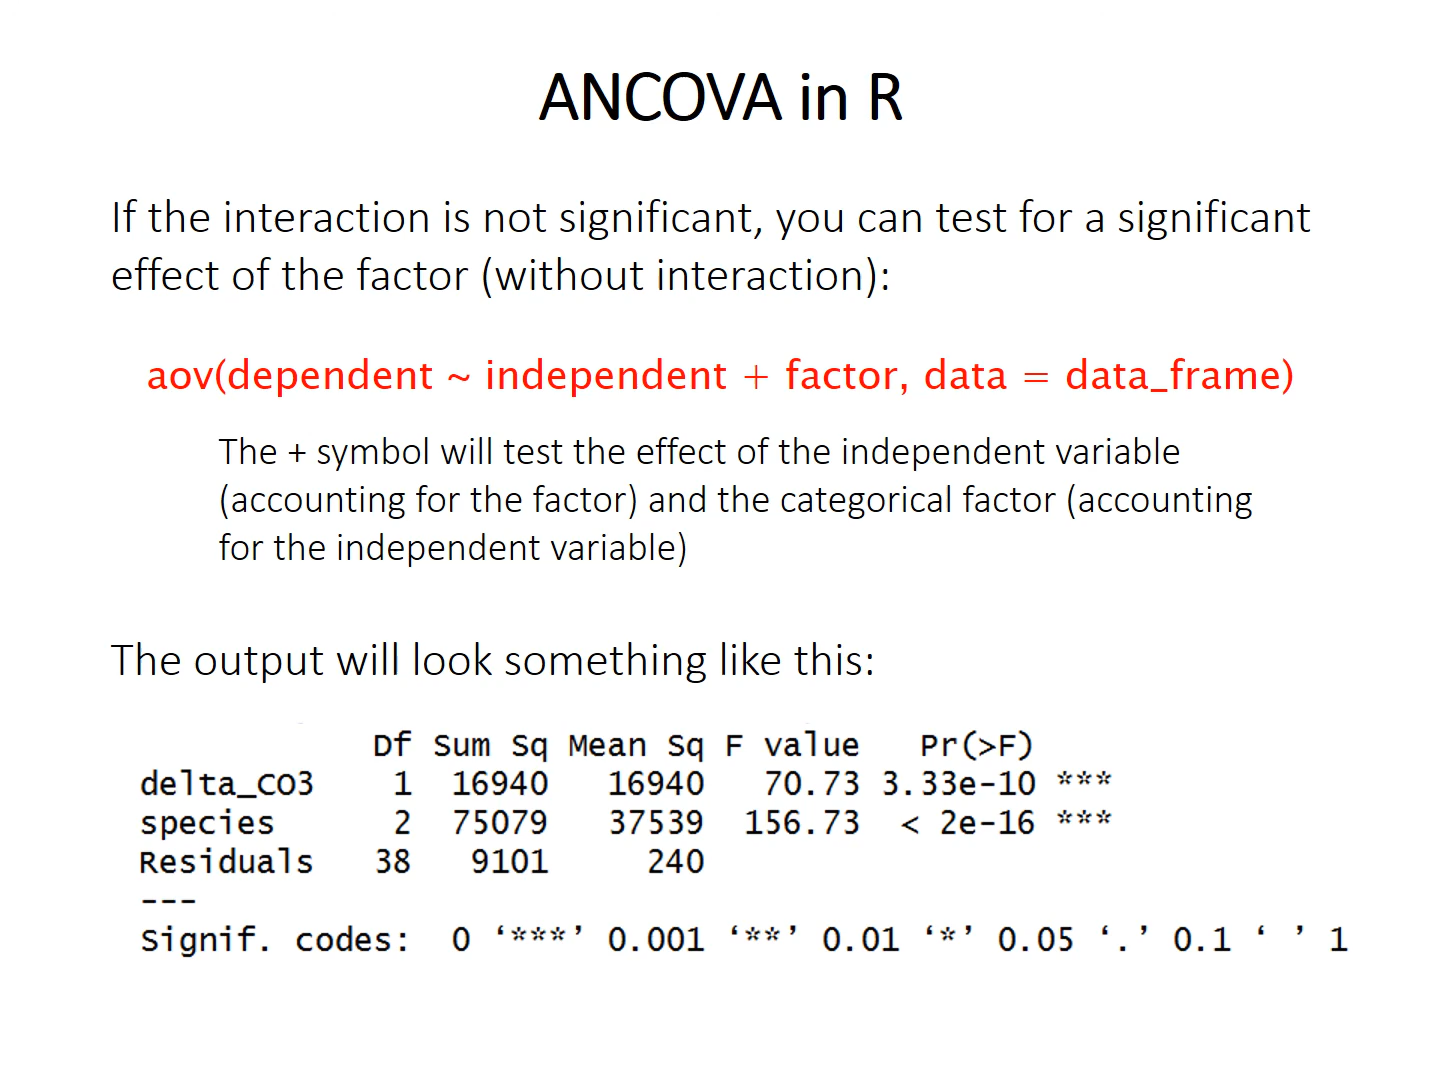 ANCOVA in R
If the interaction is not significant, you can test for a significant
effect of the factor (without interaction):
aov(dependent ~ independent + factor, data = data_frame)
The + symbol will test the effect of the independent variable
(accounting for the factor) and the categorical factor (accounting
for the independent variable)
The output will look something like this:
Df Sum Sq Mean Sq F value Pr(>F)
delta_CO3 1 16940 16940 70.73 3.33e-10 ***
species 2 75079 37539 156.73 < 2e-16 ***
Residuals 38 9101 240
---
Signif. codes: 0 ‘***’ 0.001 ‘**’ 0.01 ‘*’ 0.05 ‘.’ 0.1 ‘ ’ 1